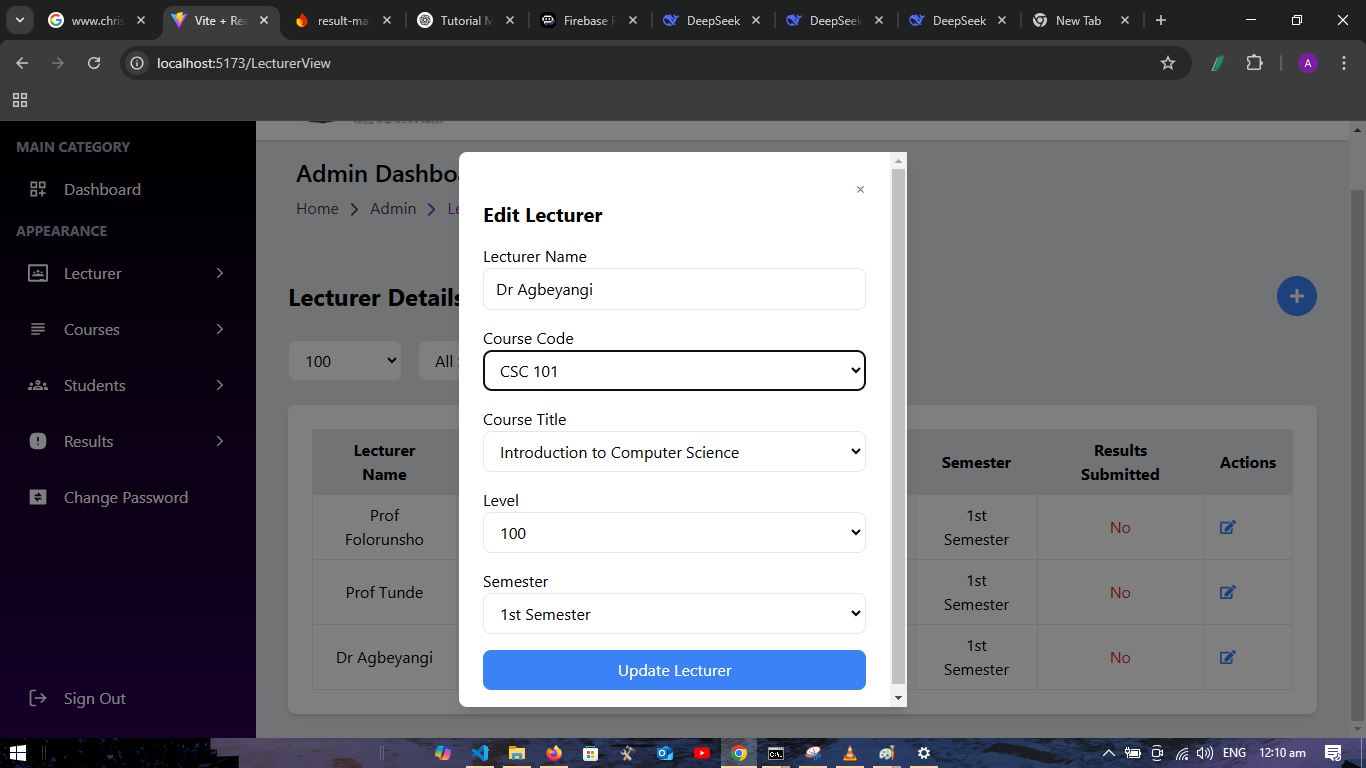 www.chris
Vite + Rea
result-ma
Tutorial M
Firebase R
DeepSeek
DeepSeek
DeepSeek
New Tab
localhost:5173/LecturerView
A
MAIN CATEGORY
Dashboard
APPEARANCE
Lecturer
Courses
Students
Results
Change Password
Sign Out
Admin Dashbo
Home > Admin > Le
Lecturer Details
100
All
Lecturer Name
Semester
Results Submitted
Actions
Prof Folorunsho
1st Semester
No
Prof Tunde
1st Semester
No
Dr Agbeyangi
1st Semester
No
×
Edit Lecturer
Lecturer Name
Dr Agbeyangi
Course Code
CSC 101
Course Title
Introduction to Computer Science
Level
100
Semester
1st Semester
Update Lecturer
ENG
12:10 am